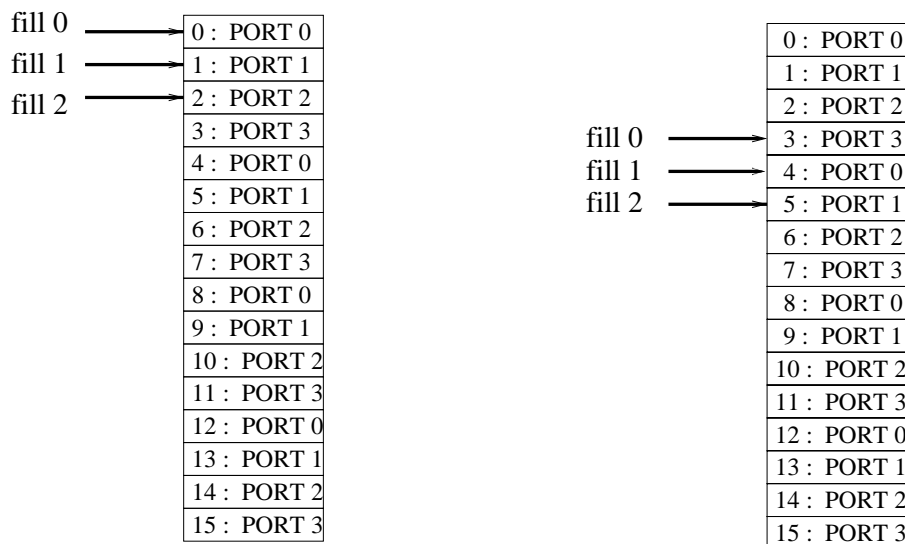 fill 0
fill 1
fill 2
0 : PORT 0
1 : PORT 1
2 : PORT 2
3 : PORT 3
4 : PORT 0
5 : PORT 1
6 : PORT 2
7 : PORT 3
8 : PORT 0
9 : PORT 1
10 : PORT 2
11 : PORT 3
12 : PORT 0
13 : PORT 1
14 : PORT 2
15 : PORT 3
fill 0
fill 1
fill 2
0 : PORT 0
1 : PORT 1
2 : PORT 2
3 : PORT 3
4 : PORT 0
5 : PORT 1
6 : PORT 2
7 : PORT 3
8 : PORT 0
9 : PORT 1
10 : PORT 2
11 : PORT 3
12 : PORT 0
13 : PORT 1
14 : PORT 2
15 : PORT 3